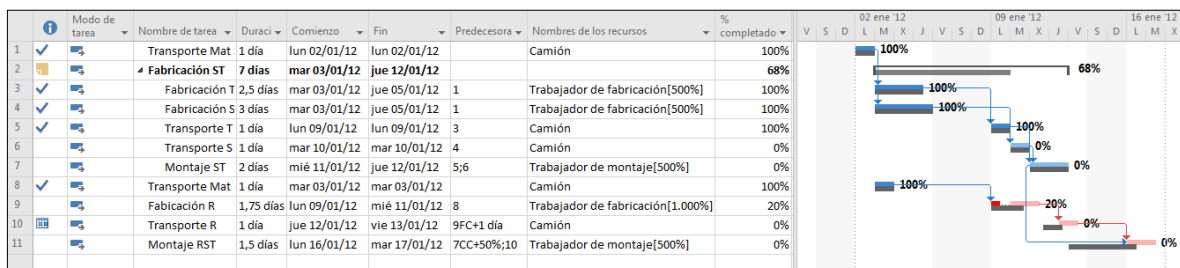 Modo de tarea Nombre de tarea Duraci Comienzo Fin Predecesora Nombres de los recursos % completado 02 ene '12 09 ene '12 16 ene '12
V S D L M X J V S D L M X J V S D L M X
1 Transporte Mat 1 día lun 02/01/12 lun 02/01/12 Camión 100% 100%
2 Fabricación ST 7 días mar 03/01/12 jue 12/01/12 68% 68%
3 Fabricación T 2,5 días mar 03/01/12 jue 05/01/12 1 Trabajador de fabricación[500%] 100% 100%
4 Fabricación S 3 días mar 03/01/12 jue 05/01/12 1 Trabajador de fabricación[500%] 100% 100%
5 Transporte T 1 día lun 09/01/12 lun 09/01/12 3 Camión 100% 100%
6 Transporte S 1 día mar 10/01/12 mar 10/01/12 4 Camión 0% 0%
7 Montaje ST 2 días mié 11/01/12 jue 12/01/12 5;6 Trabajador de montaje[500%] 0% 0%
8 Transporte Mat 1 día mar 03/01/12 mar 03/01/12 Camión 100% 100%
9 Fabicación R 1,75 días lun 09/01/12 mié 11/01/12 8 Trabajador de fabricación[1.000%] 20% 20%
10 Transporte R 1 día jue 12/01/12 vie 13/01/12 9FC+1 día Camión 0% 0%
11 Montaje RST 1,5 días lun 16/01/12 mar 17/01/12 7CC+50%;10 Trabajador de montaje[500%] 0% 0%